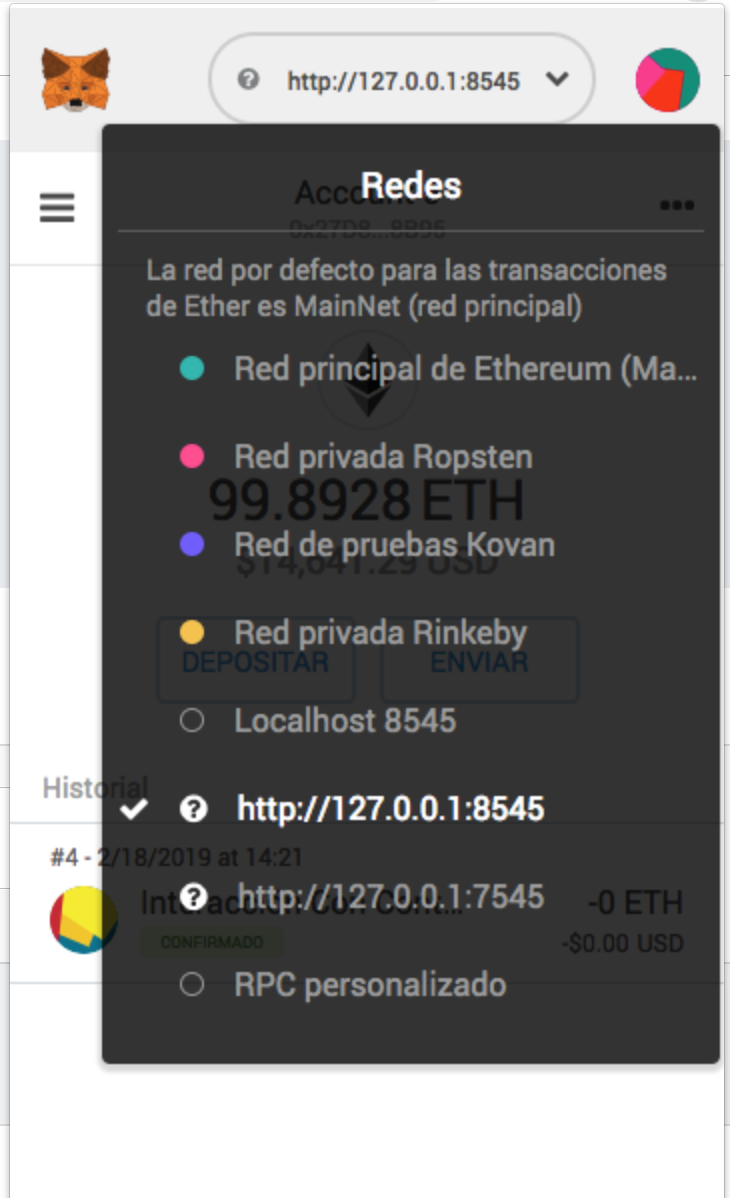 http://127.0.0.1:8545
Redes
0x27D8...8B95
La red por defecto para las transacciones
de Ether es MainNet (red principal)
Red principal de Ethereum (Ma...
Red privada Ropsten
99.8928 ETH
Red de pruebas Kovan
$14,641.29 USD
Red privada Rinkeby
DEPOSITAR ENVIAR
Localhost 8545
Historial
http://127.0.0.1:8545
#4 - 2/18/2019 at 14:21
http://127.0.0.1:7545
Interacción Con Cont... -0 ETH
CONFIRMADO -$0.00 USD
RPC personalizado